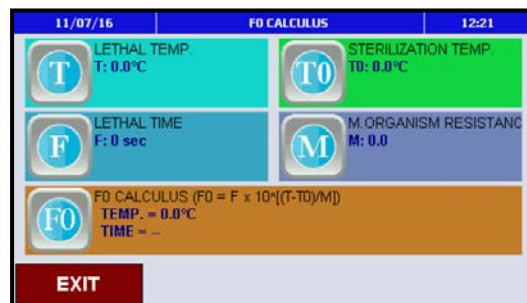 11/07/16 F0 CALCULUS 12:21
LETHAL TEMP.
T: 0.0°C
T
STERILIZATION TEMP.
T0: 0.0°C
T0
LETHAL TIME
F: 0 sec
F
M.ORGANISM RESISTANC
M: 0.0
M
F0 CALCULUS (F0 = F x 10^[(T-T0)/M])
TEMP. = 0.0°C
TIME = --
F0
EXIT